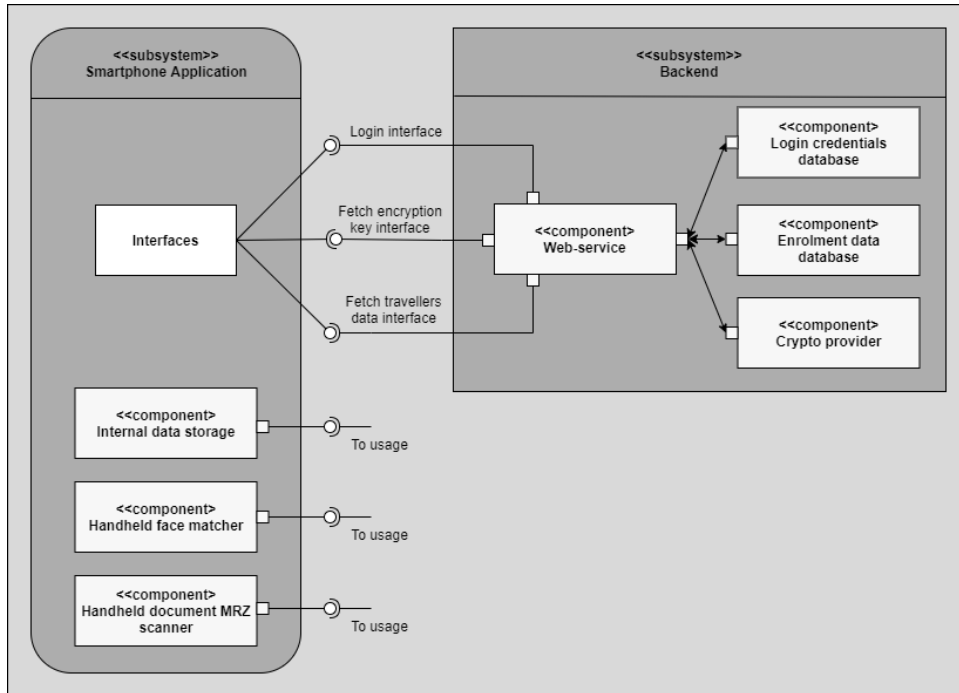 <<subsystem>>
Smartphone Application
Interfaces
<<component>
Internal data storage
<<component>
Handheld face matcher
<<component>
Handheld document MRZ
scanner
Login interface
Fetch encryption
key interface
Fetch travellers
data interface
To usage
To usage
To usage
<<subsystem>>
Backend
<<component>
Web-service
<<component>
Login credentials
database
<<component>
Enrolment data
database
<<component>
Crypto provider